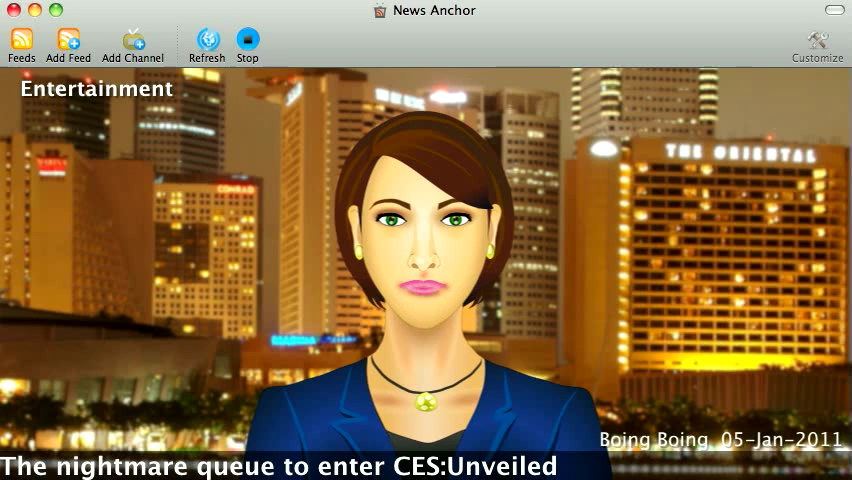 News Anchor
Feeds Add Feed Add Channel Refresh Stop Customize
Entertainment
CONRAD
THE ORIENTAL
Boing Boing 05-Jan-2011
The nightmare queue to enter CES:Unveiled